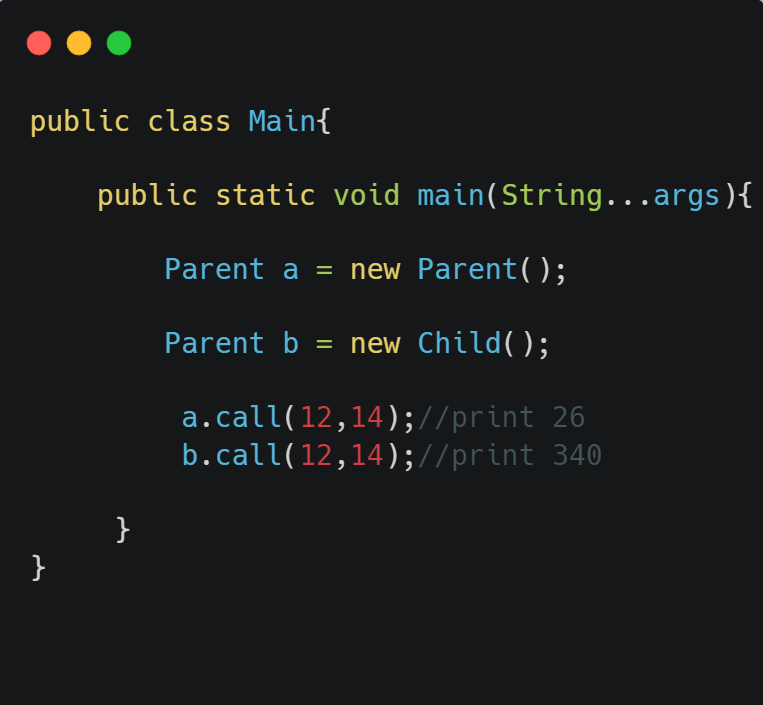 public class Main{
public static void main(String...args){
Parent a = new Parent();
Parent b = new Child();
a.call(12,14);//print 26
b.call(12,14);//print 340
}
}